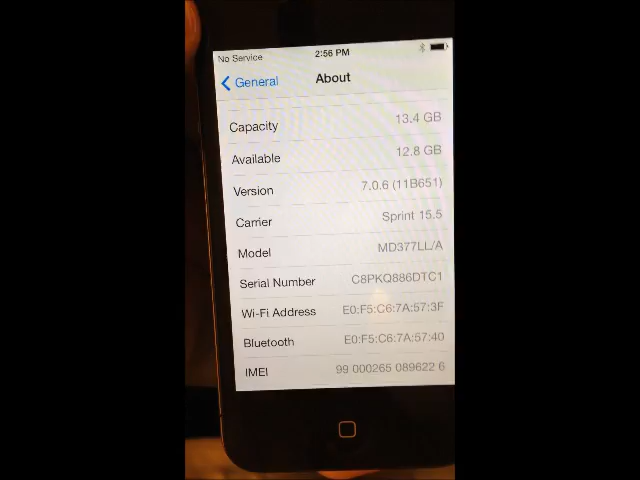 No Service 2:56 PM
General About
Capacity 13.4 GB
Available 12.8 GB
Version 7.0.6 (11B651)
Carrier Sprint 15.5
Model MD377LL/A
Serial Number C8PKQ886DTC1
Wi-Fi Address E0:F5:C6:7A:57:3F
Bluetooth E0:F5:C6:7A:57:40
IMEI 99 000265 089622 6